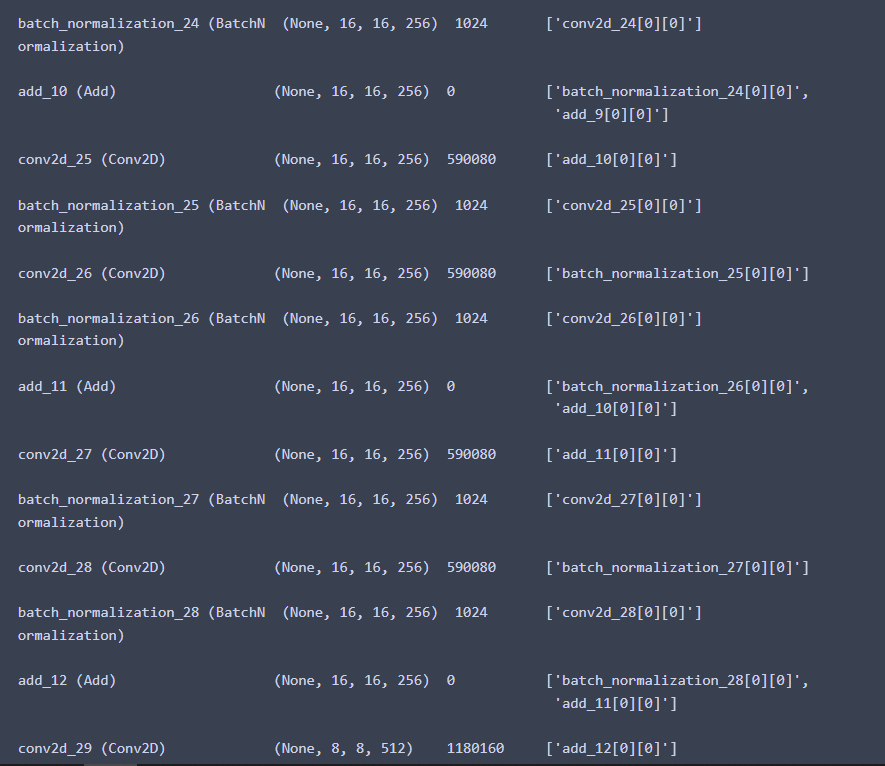 batch_normalization_24 (BatchN (None, 16, 16, 256) 1024 ['conv2d_24[0][0]']
ormalization)
add_10 (Add) (None, 16, 16, 256) 0 ['batch_normalization_24[0][0]',
'add_9[0][0]']
conv2d_25 (Conv2D) (None, 16, 16, 256) 590080 ['add_10[0][0]']
batch_normalization_25 (BatchN (None, 16, 16, 256) 1024 ['conv2d_25[0][0]']
ormalization)
conv2d_26 (Conv2D) (None, 16, 16, 256) 590080 ['batch_normalization_25[0][0]']
batch_normalization_26 (BatchN (None, 16, 16, 256) 1024 ['conv2d_26[0][0]']
ormalization)
add_11 (Add) (None, 16, 16, 256) 0 ['batch_normalization_26[0][0]',
'add_10[0][0]']
conv2d_27 (Conv2D) (None, 16, 16, 256) 590080 ['add_11[0][0]']
batch_normalization_27 (BatchN (None, 16, 16, 256) 1024 ['conv2d_27[0][0]']
ormalization)
conv2d_28 (Conv2D) (None, 16, 16, 256) 590080 ['batch_normalization_27[0][0]']
batch_normalization_28 (BatchN (None, 16, 16, 256) 1024 ['conv2d_28[0][0]']
ormalization)
add_12 (Add) (None, 16, 16, 256) 0 ['batch_normalization_28[0][0]',
'add_11[0][0]']
conv2d_29 (Conv2D) (None, 8, 8, 512) 1180160 ['add_12[0][0]']